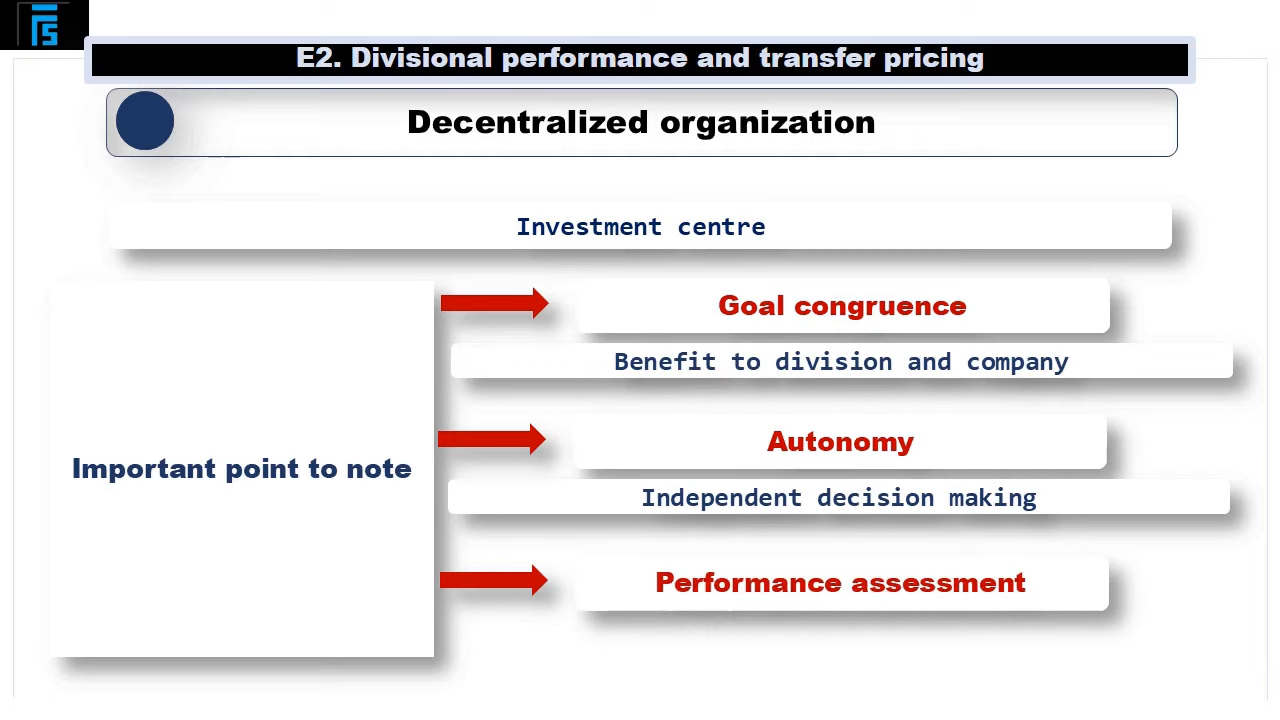 E2. Divisional performance and transfer pricing
Decentralized organization
Investment centre
Important point to note
Goal congruence
Benefit to division and company
Autonomy
Independent decision making
Performance assessment